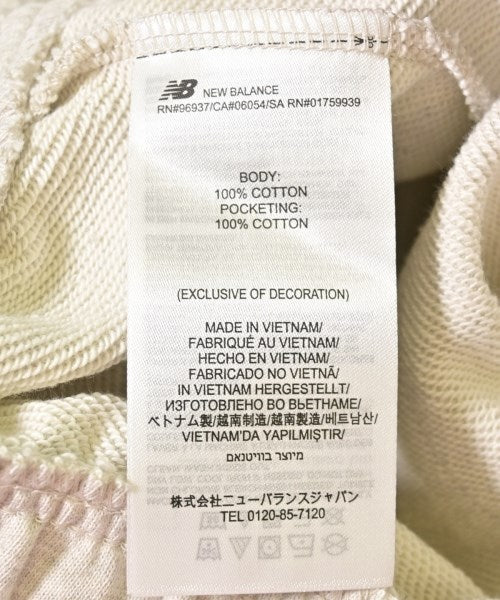 NB NEW BALANCE
RN#96937/CA#06054/SA RN#01759939
BODY:
100% COTTON
POCKETING:
100% COTTON
(EXCLUSIVE OF DECORATION)
MADE IN VIETNAM/
FABRIQUÉ AU VIETNAM/
HECHO EN VIETNAM/
FABRICADO NO VIETNÃ/
IN VIETNAM HERGESTELLT/
ИЗГОТОВЛЕНО ВО ВЬЕТНАМЕ/
ベトナム製/越南制造/越南製造/베트남산/
VIETNAM'DA YAPILMIŞTIR/
מיוצר בוויטנאם
株式会社ニューバランスジャパン
TEL 0120-85-7120